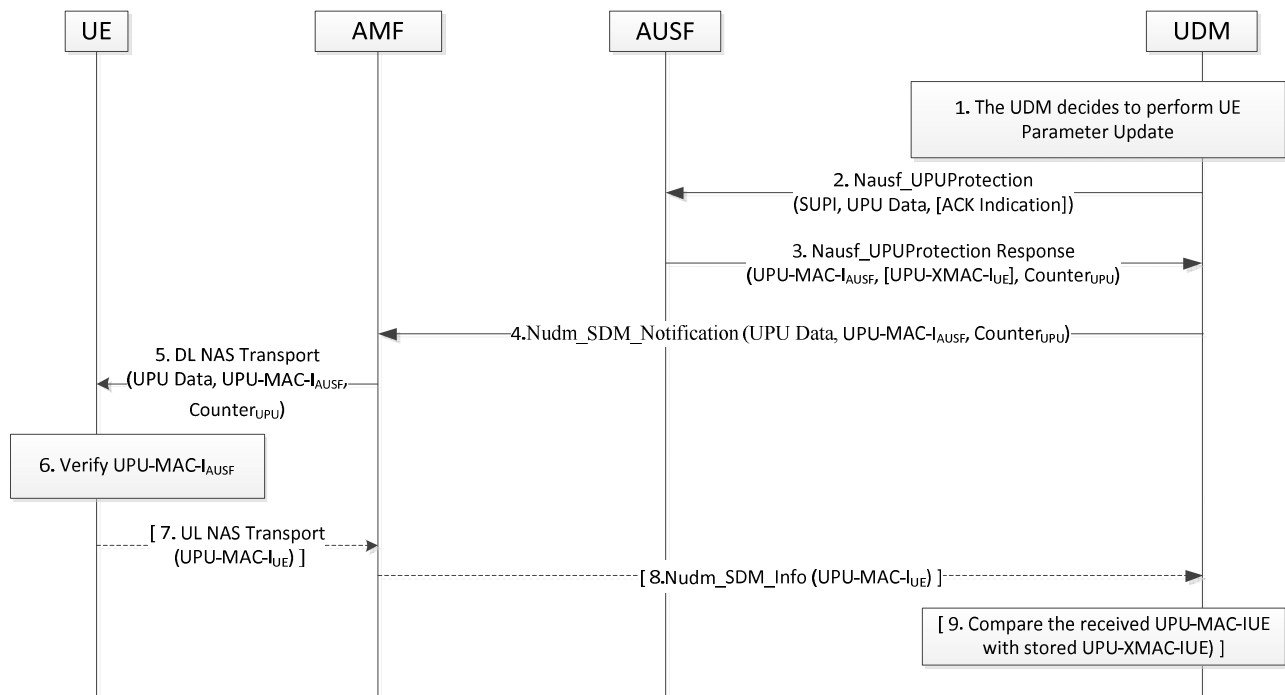 UE
AMF
AUSF
UDM
1. The UDM decides to perform UE
Parameter Update
2. Nausf_UPUProtection
(SUPI, UPU Data, [ACK Indication])
3. Nausf_UPUProtection Response
(UPU-MAC-IAUSF, [UPU-XMAC-IUE], CounterUPU)
4.Nudm_SDM_Notification (UPU Data, UPU-MAC-IAUSF, CounterUPU)
5. DL NAS Transport
(UPU Data, UPU-MAC-IAUSF,
CounterUPU)
6. Verify UPU-MAC-IAUSF
[ 7. UL NAS Transport
(UPU-MAC-IUE) ]
[ 8.Nudm_SDM_Info (UPU-MAC-IUE) ]
[ 9. Compare the received UPU-MAC-IUE
with stored UPU-XMAC-IUE) ]